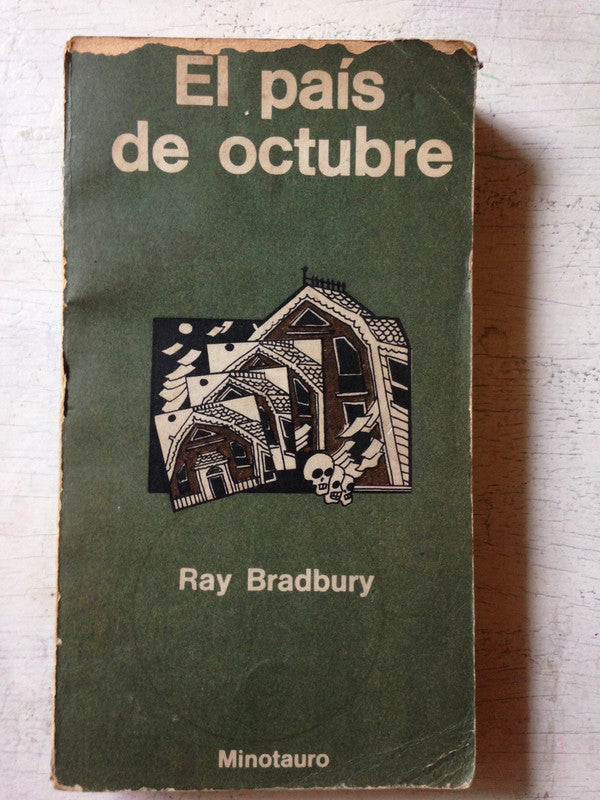 El país
de octubre
Ray Bradbury
Minotauro